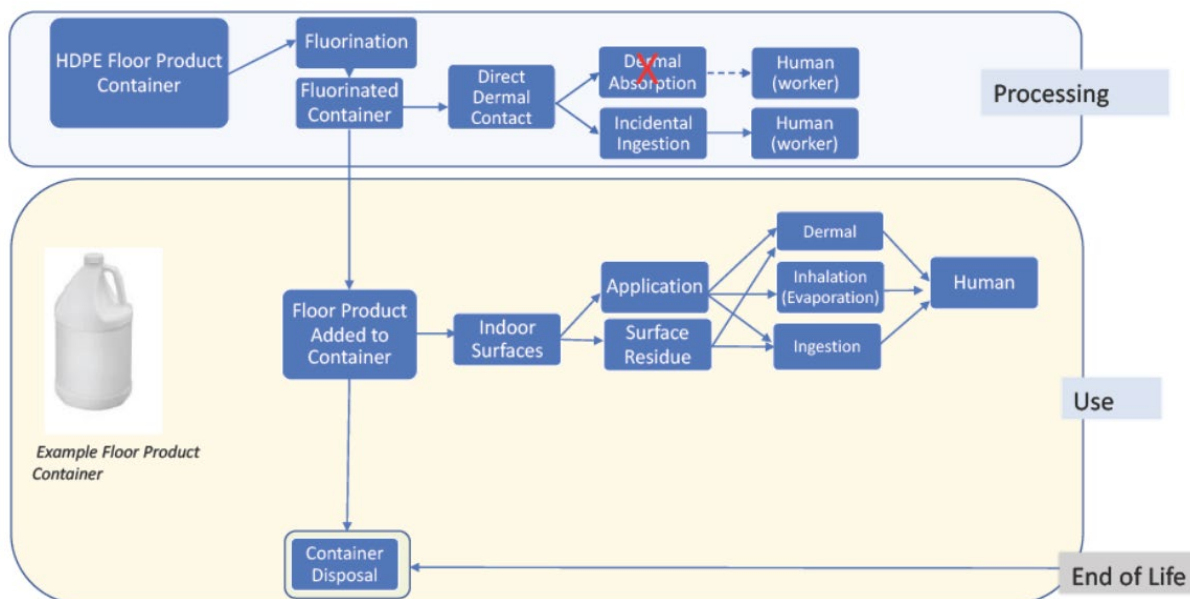 HDPE Floor Product
Container
Fluorination
Fluorinated
Container
Direct
Dermal
Contact
Dermal
Absorption
Human
(worker)
Incidental
Ingestion
Human
(worker)
Processing
Example Floor Product
Container
Floor Product
Added to
Container
Indoor
Surfaces
Application
Surface
Residue
Dermal
Inhalation
(Evaporation)
Ingestion
Human
Use
Container
Disposal
End of Life